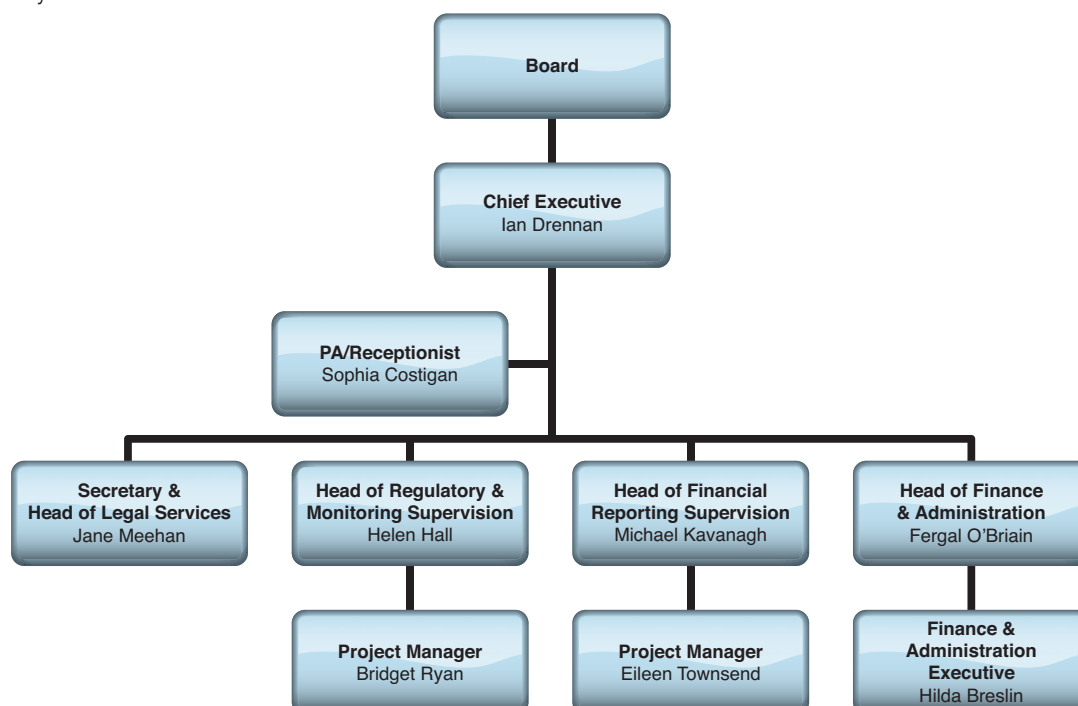 y
Board
Chief Executive
Ian Drennan
PA/Receptionist
Sophia Costigan
Secretary &
Head of Legal Services
Jane Meehan
Head of Regulatory &
Monitoring Supervision
Helen Hall
Head of Financial
Reporting Supervision
Michael Kavanagh
Head of Finance
& Administration
Fergal O'Briain
Project Manager
Bridget Ryan
Project Manager
Eileen Townsend
Finance &
Administration
Executive
Hilda Breslin